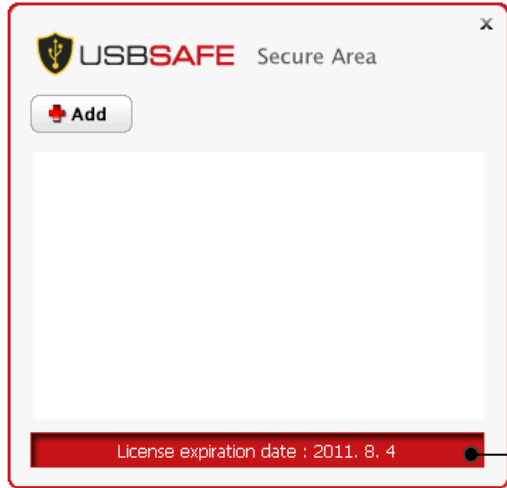 x
USBSAFE Secure Area
Add
License expiration date : 2011. 8. 4